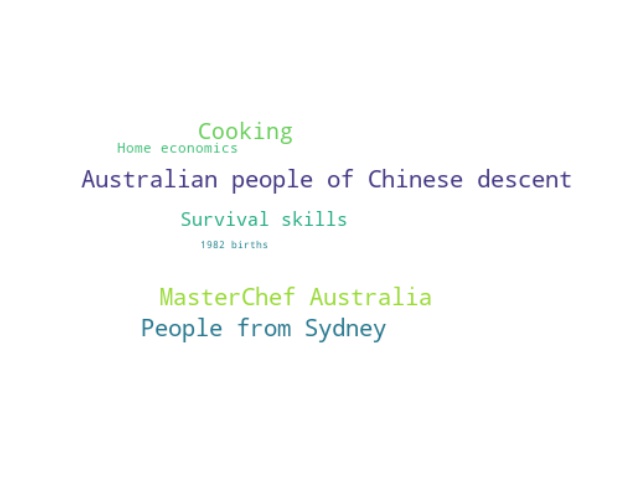 Cooking
Home economics
Australian people of Chinese descent
Survival skills
1982 births
MasterChef Australia
People from Sydney